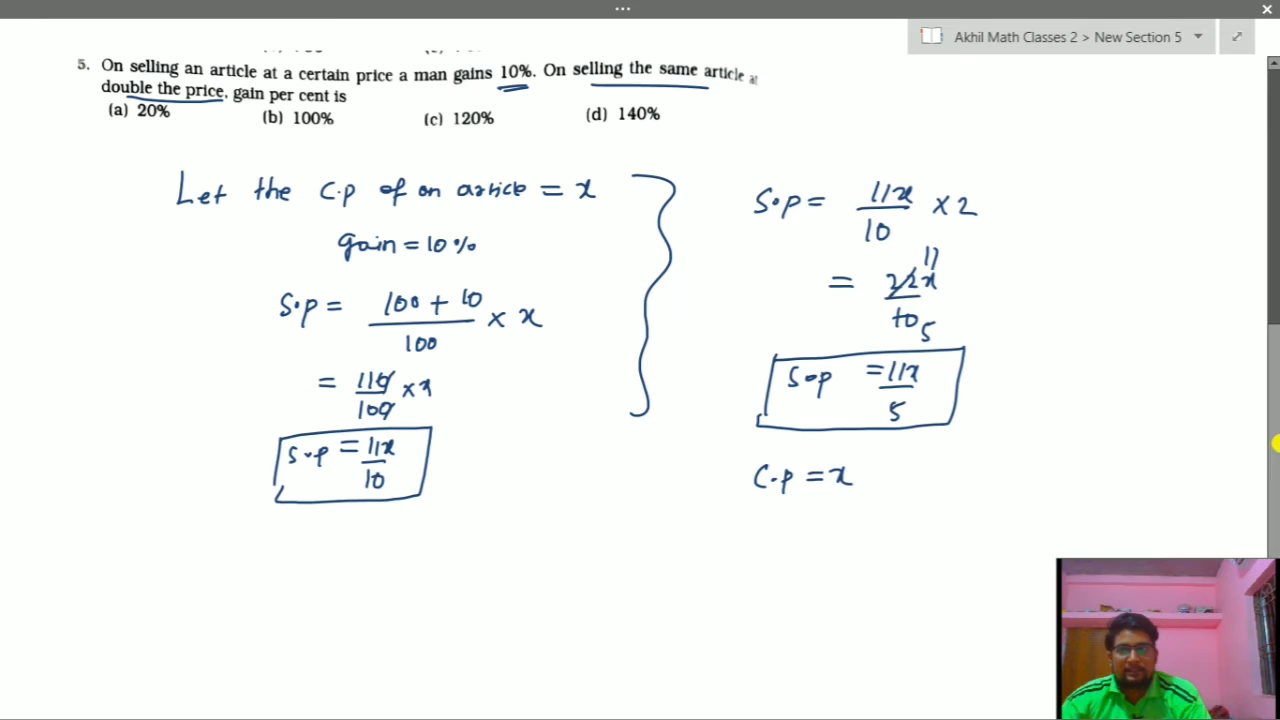 Akhil Math Classes 2 > New Section 5
5. On selling an article at a certain price a man gains 10%. On selling the same article at
double the price, gain per cent is
(a) 20% (b) 100% (c) 120% (d) 140%
Let the C.p of an article = x
gain = 10%
S.p = 100 + 10 / 100 × x
= 110 / 100 × x
S.p = 11x / 10
S.p = 11x / 10 × 2
= 22x / 10
11
5
S.p = 11x / 5
C.p = x